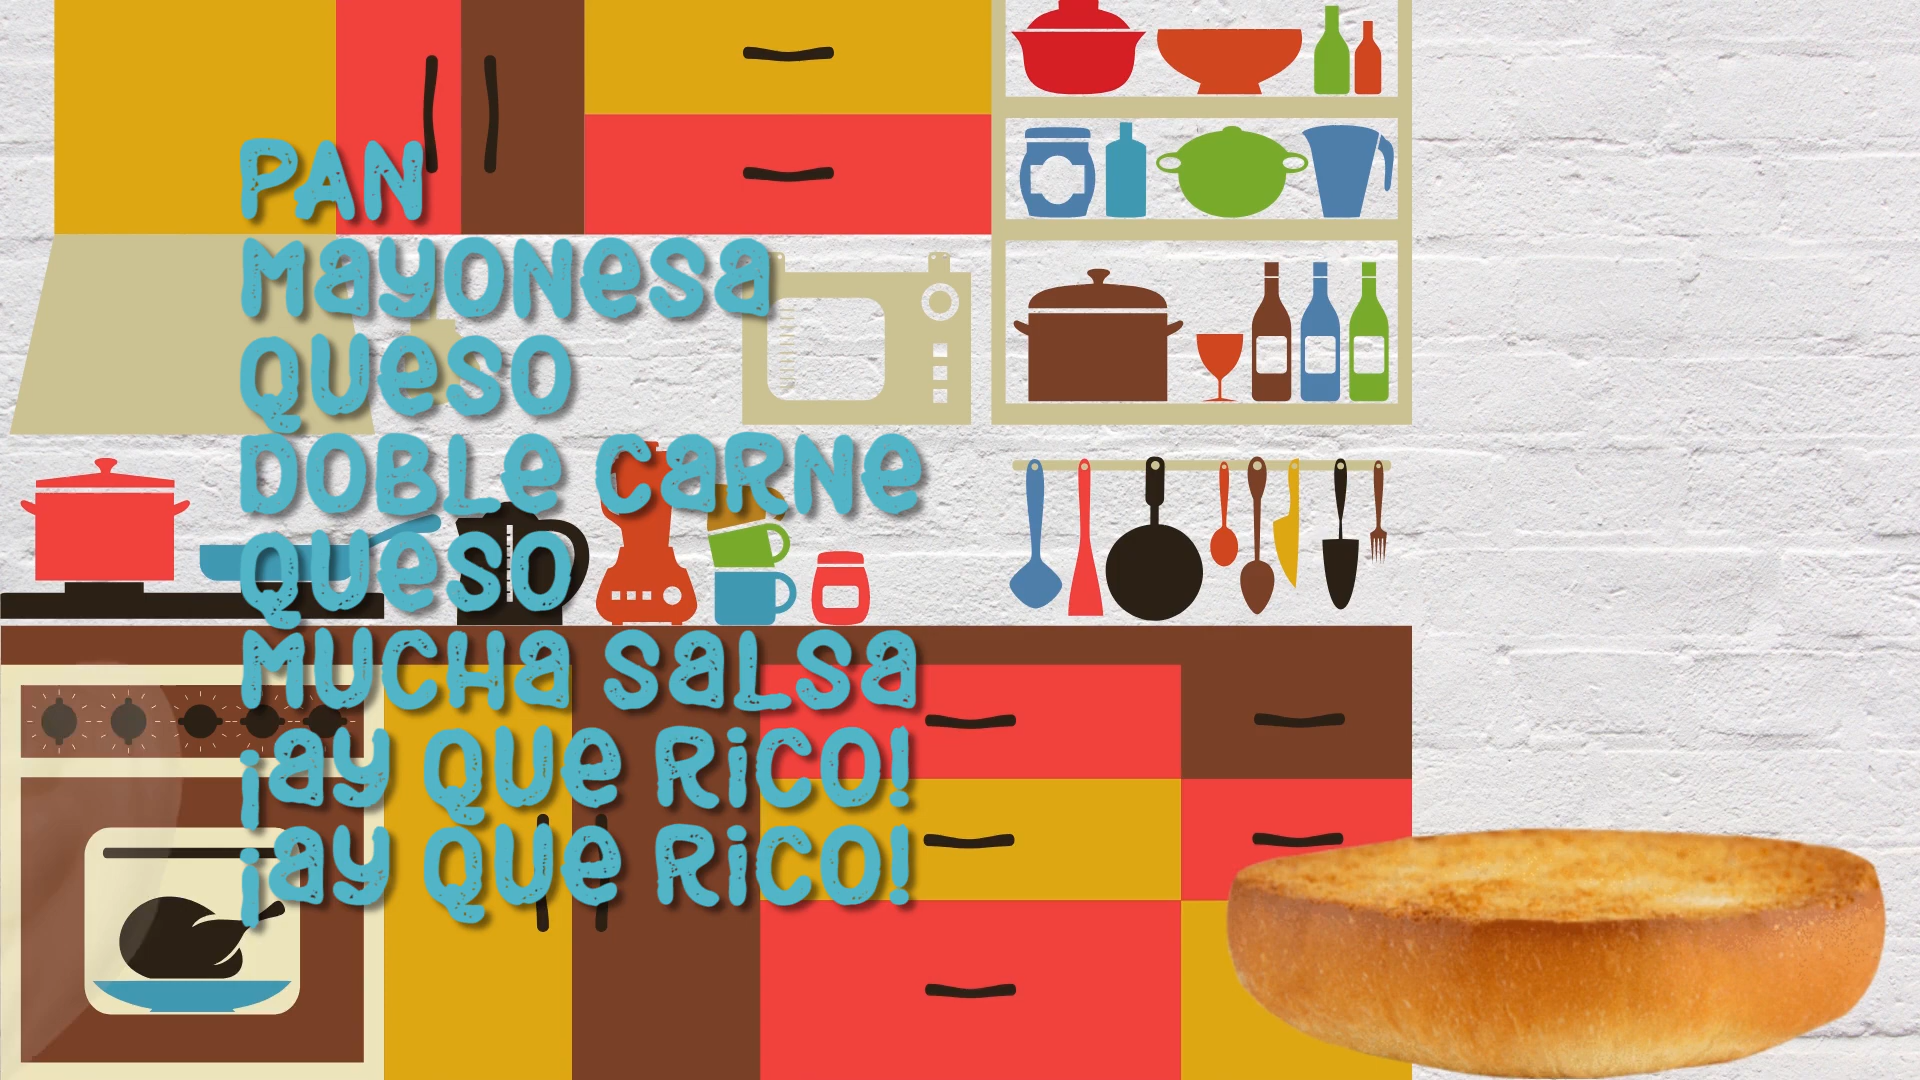 PAN
Mayonesa
Queso
Doble Carne
Queso
Mucha Salsa
¡Ay Que Rico!
¡Ay Que Rico!